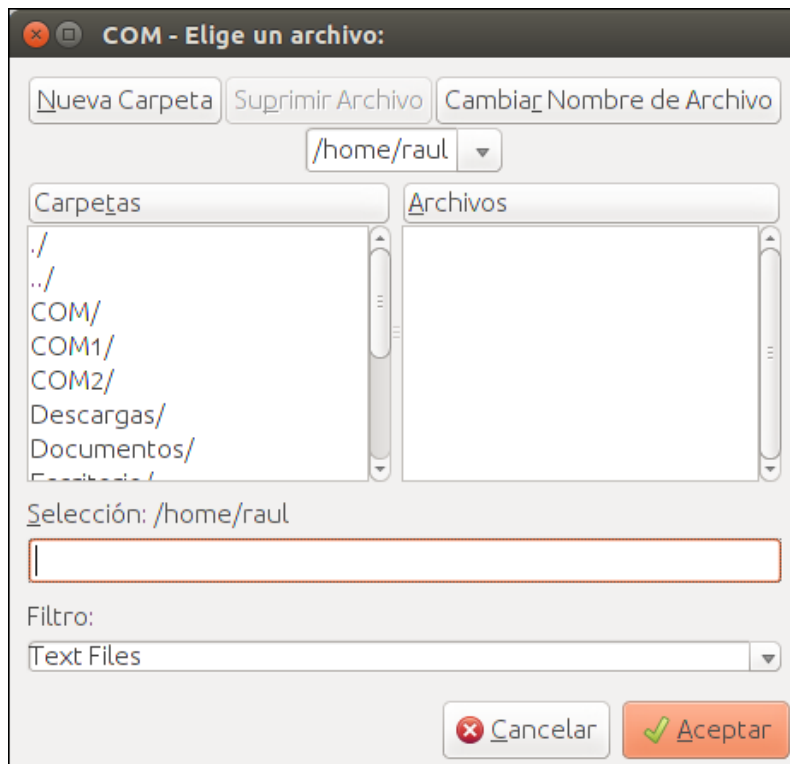 COM - Elige un archivo:
Nueva Carpeta Suprimir Archivo Cambiar Nombre de Archivo
/home/raul
Carpetas Archivos
./
../
COM/
COM1/
COM2/
Descargas/
Documentos/
Escritorio/
Selección: /home/raul
Filtro:
Text Files
Cancelar Aceptar